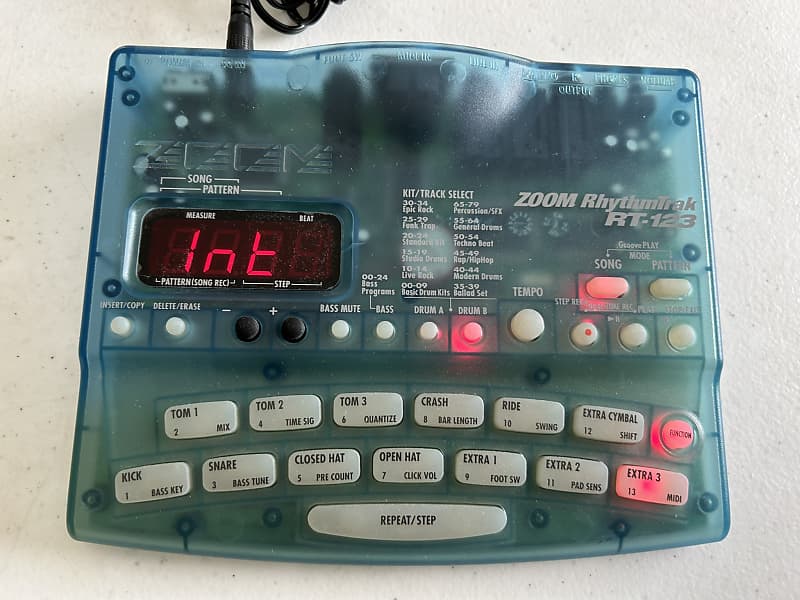 FOOT SW
OUTPUT
ZOOM
SONG
PATTERN
MEASURE
BEAT
Int
PATTERN(SONG REC)
STEP
KIT/TRACK SELECT
30-34
Epic Rock
25-29
Funk Trap
20-24
Standard Kit
15-19
Studio Drums
10-14
Live Rock
00-09
Basic Drum Kits
65-79
Percussion/SFX
55-64
General Drums
50-54
Techno Beat
45-49
Rap/HipHop
40-44
Modern Drums
35-39
Ballad Set
00-24
Bass
Programs
ZOOM RhythmTrak
RT-123
Groove PLAY
MODE
SONG
PATTERN
INSERT/COPY
DELETE/ERASE
−
+
BASS MUTE
BASS
DRUM A
DRUM B
TEMPO
PLAY
TOM 1
2 MIX
TOM 2
4 TIME SIG
TOM 3
6 QUANTIZE
CRASH
8 BAR LENGTH
RIDE
10 SWING
EXTRA CYMBAL
12 SHIFT
FUNCTION
KICK
1 BASS KEY
SNARE
3 BASS TUNE
CLOSED HAT
5 PRE COUNT
OPEN HAT
7 CLICK VOL
EXTRA 1
9 FOOT SW
EXTRA 2
11 PAD SENS
EXTRA 3
13 MIDI
REPEAT/STEP